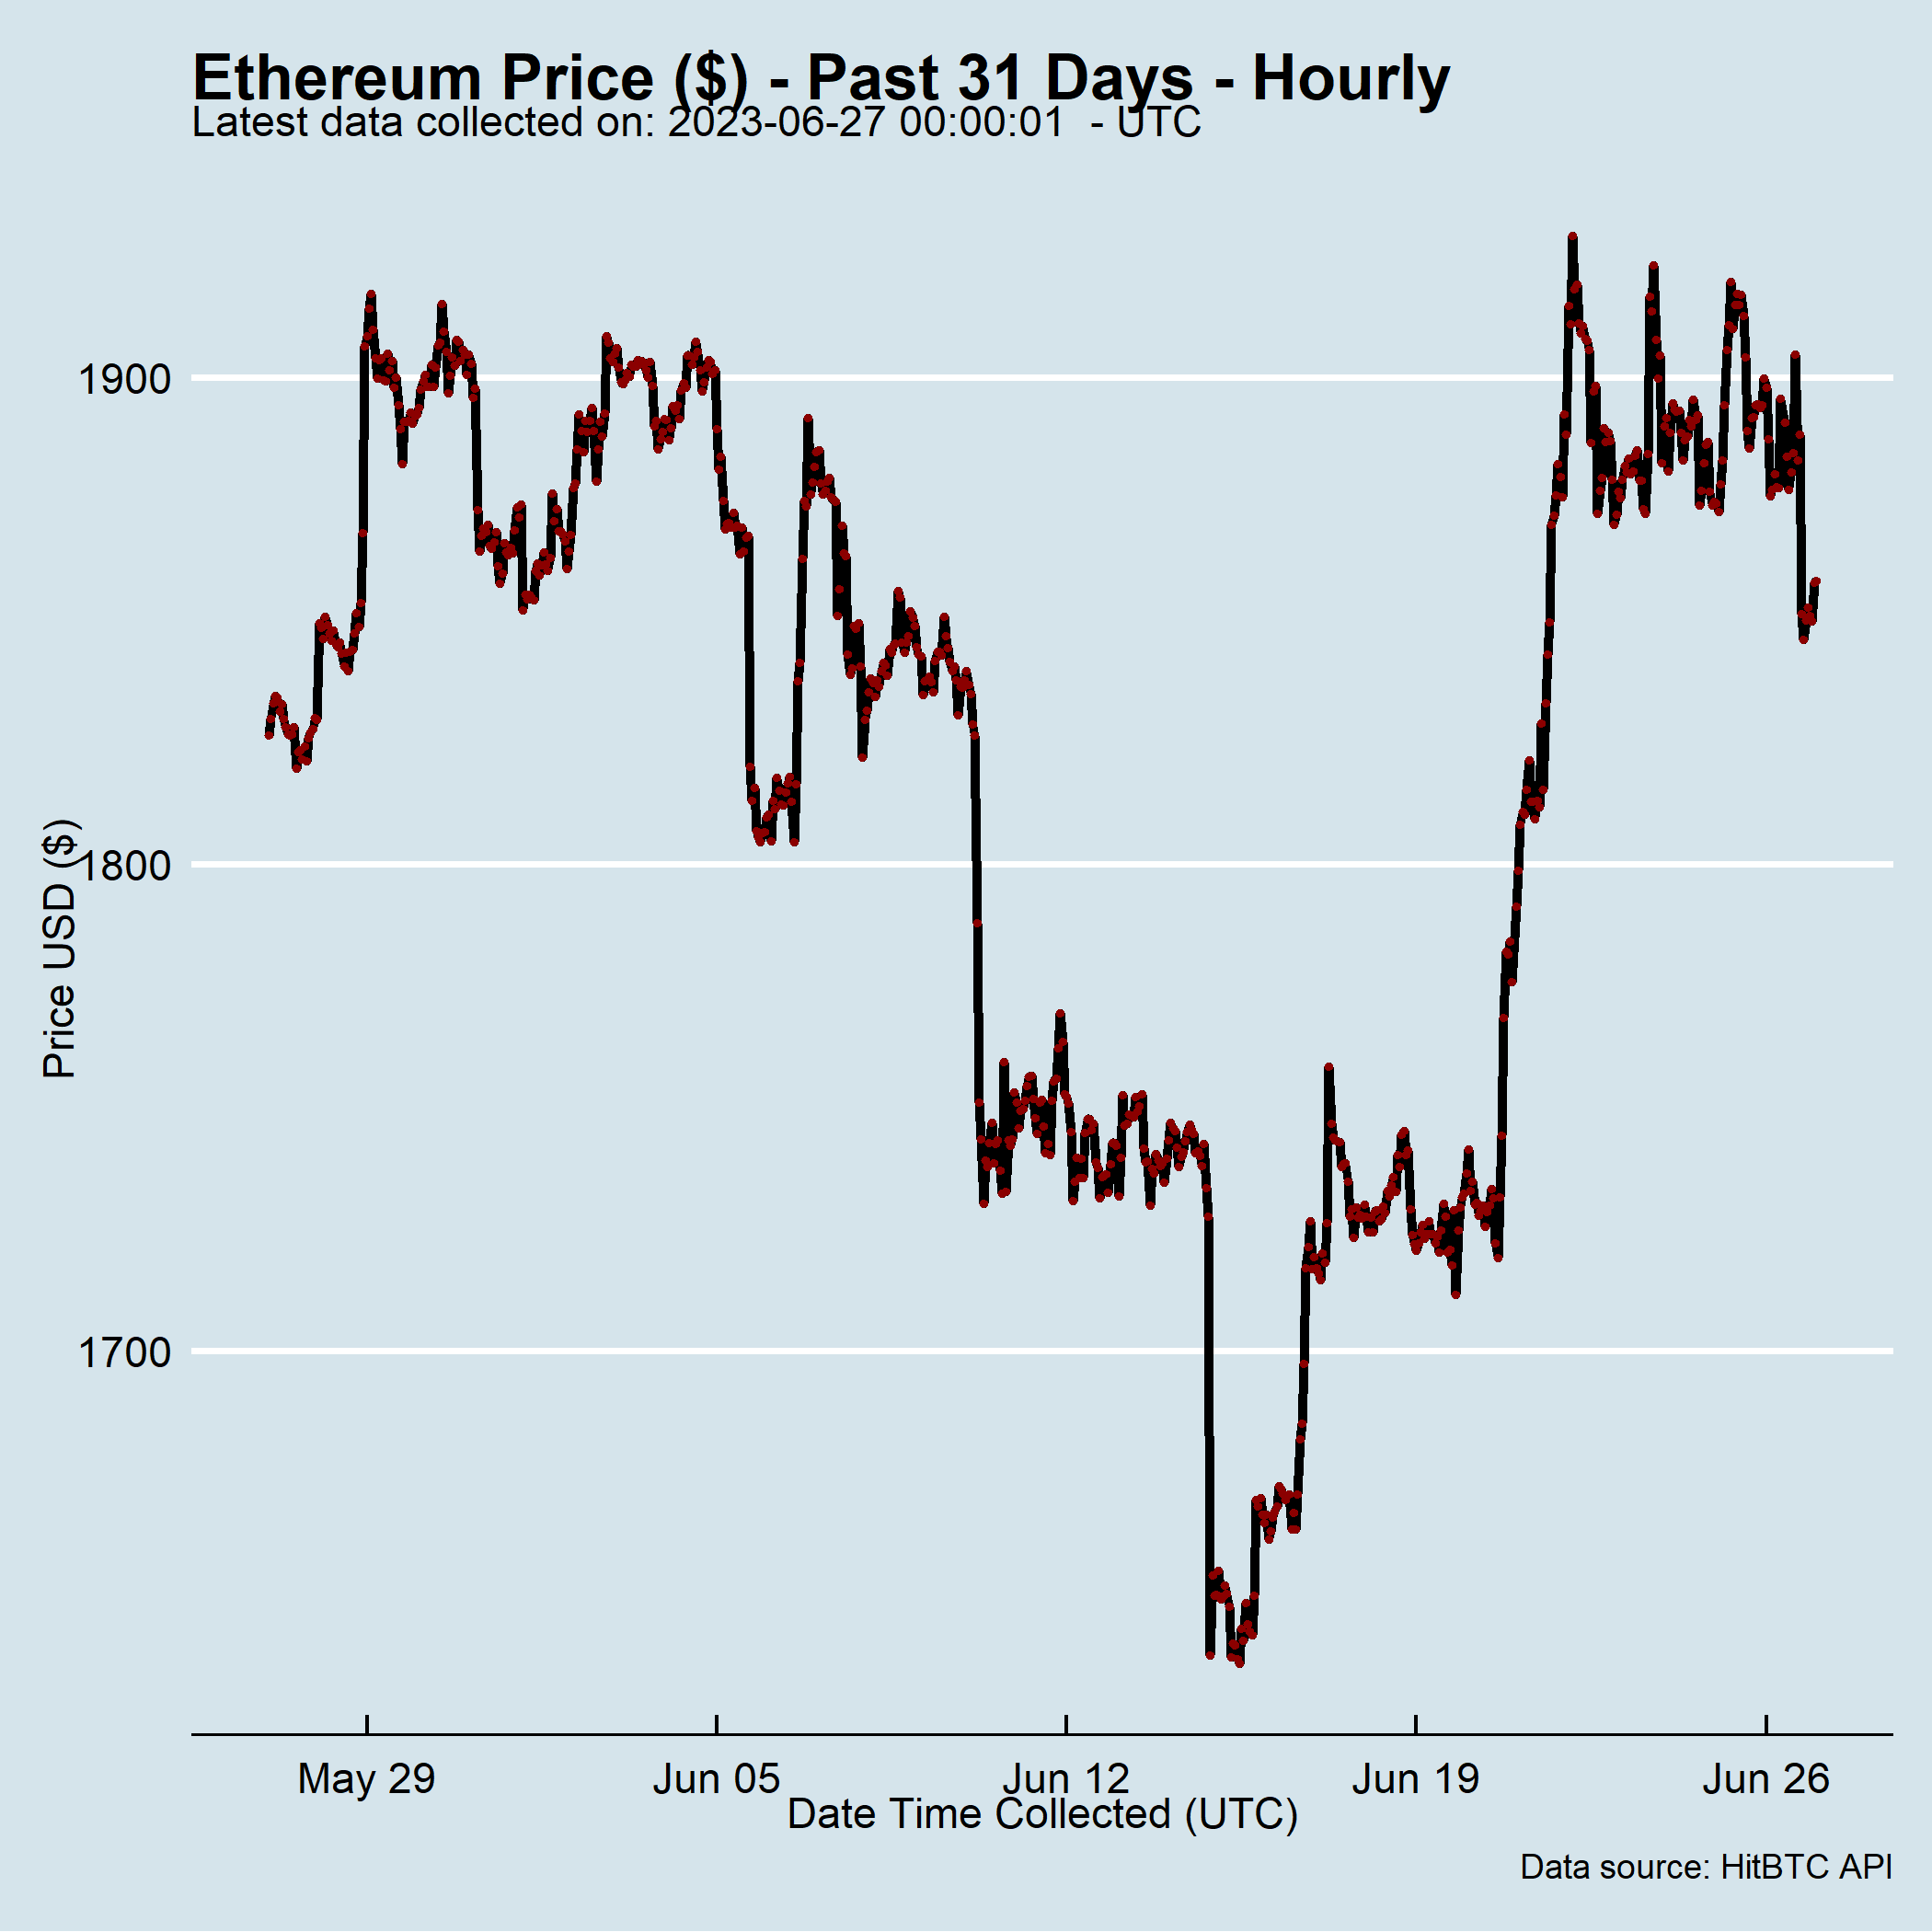 Ethereum Price ($) - Past 31 Days - Hourly
Latest data collected on: 2023-06-27 00:00:01  - UTC
1900
1800
1700
Price USD ($)
May 29
Jun 05
Jun 12
Jun 19
Jun 26
Date Time Collected (UTC)
Data source: HitBTC API